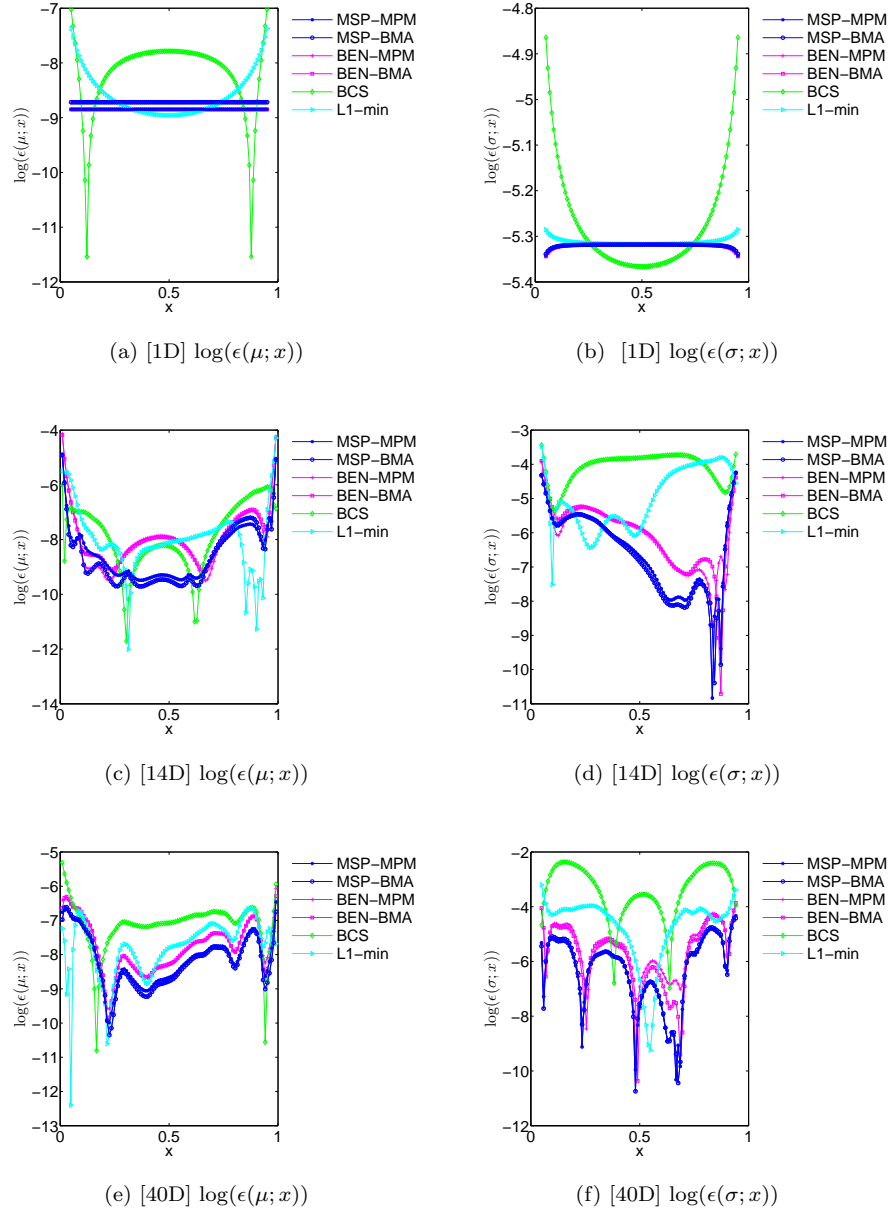 −7
−8
−9
−10
−11
−12
log(ϵ(μ; x))
0
0.5
1
x
MSP−MPM
MSP−BMA
BEN−MPM
BEN−BMA
BCS
L1−min
(a) [1D] log(ϵ(μ; x))
−4.8
−4.9
−5
−5.1
−5.2
−5.3
−5.4
log(ϵ(σ; x))
0
0.5
1
x
MSP−MPM
MSP−BMA
BEN−MPM
BEN−BMA
BCS
L1−min
(b) [1D] log(ϵ(σ; x))
−4
−6
−8
−10
−12
−14
log(ϵ(μ; x))
0
0.5
1
x
MSP−MPM
MSP−BMA
BEN−MPM
BEN−BMA
BCS
L1−min
(c) [14D] log(ϵ(μ; x))
−3
−4
−5
−6
−7
−8
−9
−10
−11
log(ϵ(σ; x))
0
0.5
1
x
MSP−MPM
MSP−BMA
BEN−MPM
BEN−BMA
BCS
L1−min
(d) [14D] log(ϵ(σ; x))
−5
−6
−7
−8
−9
−10
−11
−12
−13
log(ϵ(μ; x))
0
0.5
1
x
MSP−MPM
MSP−BMA
BEN−MPM
BEN−BMA
BCS
L1−min
(e) [40D] log(ϵ(μ; x))
−2
−4
−6
−8
−10
−12
log(ϵ(σ; x))
0
0.5
1
x
MSP−MPM
MSP−BMA
BEN−MPM
BEN−BMA
BCS
L1−min
(f) [40D] log(ϵ(σ; x))